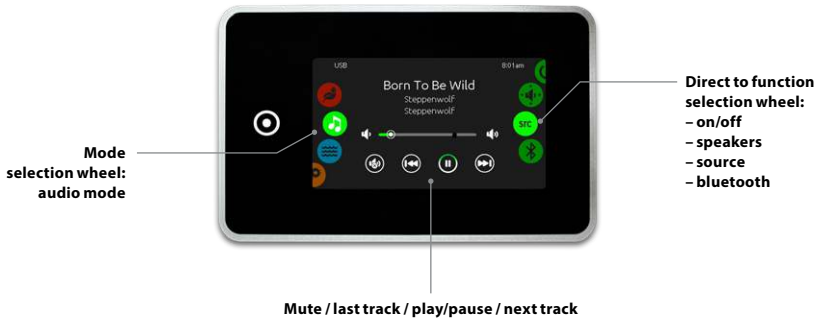 USB
8:01am
Born To Be Wild
Steppenwolf
Steppenwolf
SrC
Mode
selection wheel:
audio mode
Direct to function
selection wheel:
– on/off
– speakers
– source
– bluetooth
Mute / last track / play/pause / next track